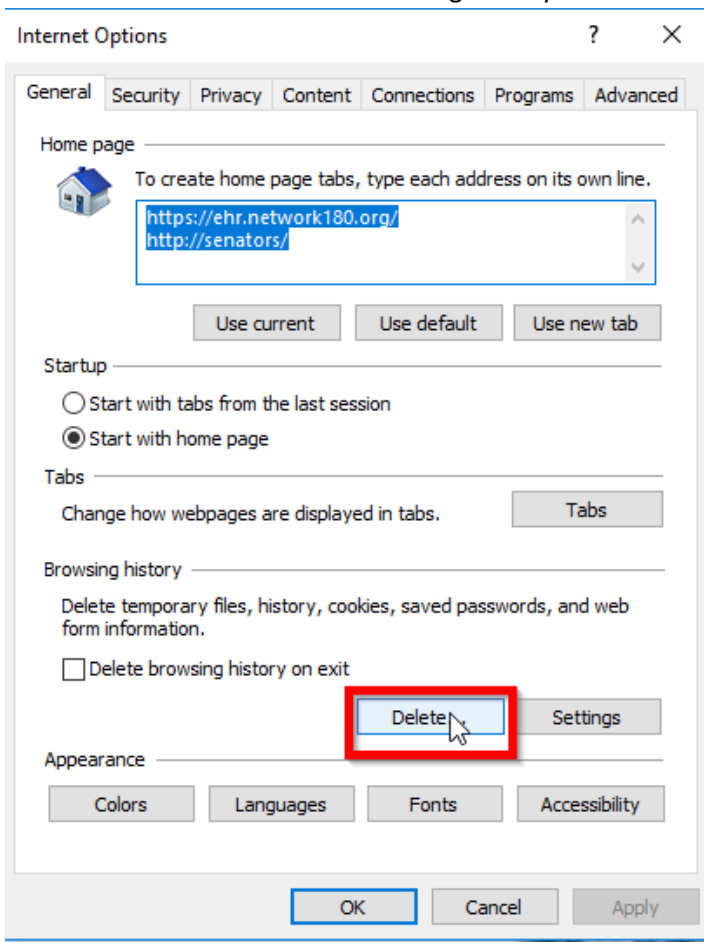 Internet Options ? ×
General Security Privacy Content Connections Programs Advanced
Home page
To create home page tabs, type each address on its own line.
https://ehr.network180.org/
http://senators/
Use current Use default Use new tab
Startup
Start with tabs from the last session
Start with home page
Tabs
Change how webpages are displayed in tabs. Tabs
Browsing history
Delete temporary files, history, cookies, saved passwords, and web
form information.
Delete browsing history on exit
Delete... Settings
Appearance
Colors Languages Fonts Accessibility
OK Cancel Apply